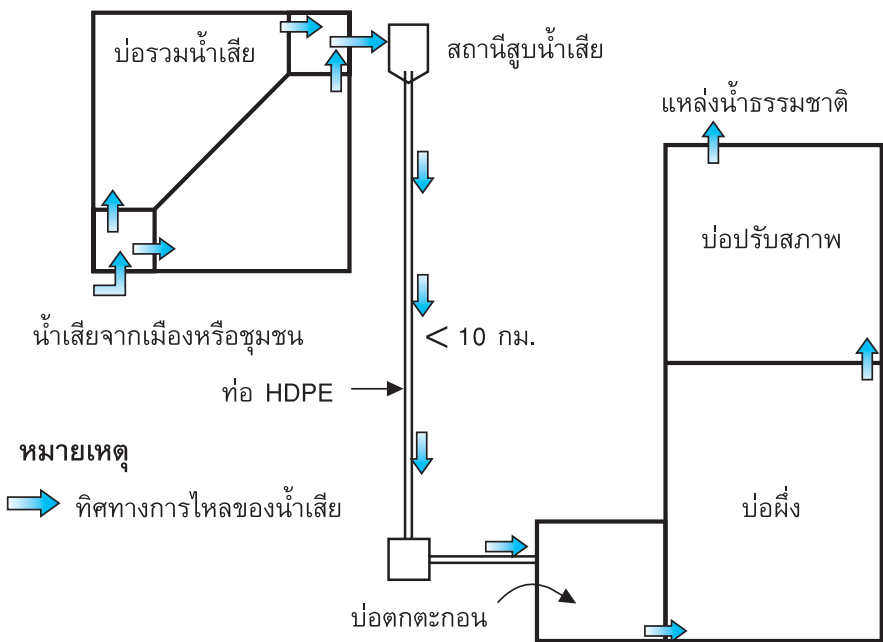 บ่อรวมน้ำเสีย
สถานีสูบน้ำเสีย
แหล่งน้ำธรรมชาติ
บ่อปรับสภาพ
น้ำเสียจากเมืองหรือชุมชน
< 10 กม.
ท่อ HDPE
หมายเหตุ
ทิศทางการไหลของน้ำเสีย
บ่อผึ่ง
บ่อตกตะกอน